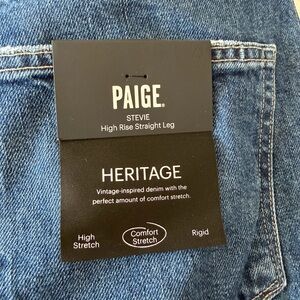 PAIGE.
STEVIE
High Rise Straight Leg
HERITAGE
Vintage-inspired denim with the
perfect amount of comfort stretch.
High Stretch
Comfort Stretch
Rigid